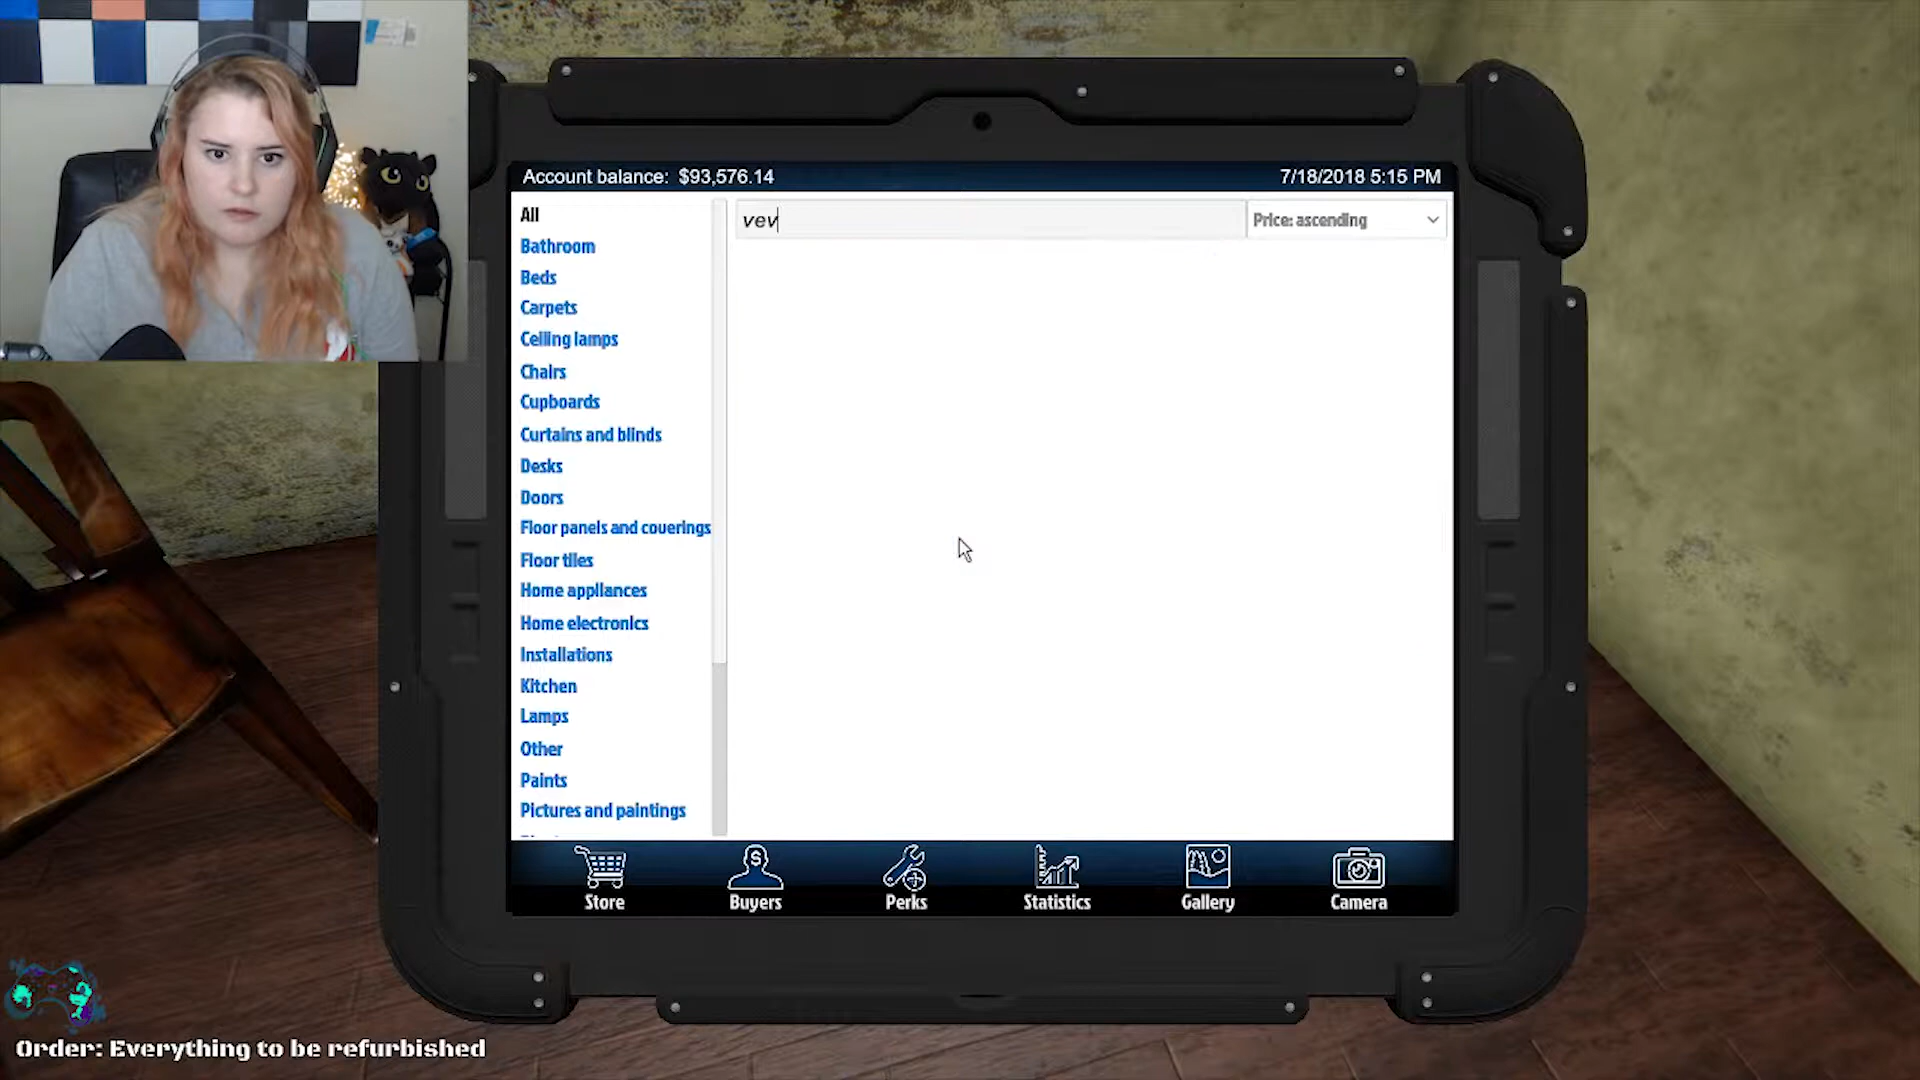 Account balance: $93,576.14
7/18/2018 5:15 PM
All
vev
Price: ascending
Bathroom
Beds
Carpets
Ceiling lamps
Chairs
Cupboards
Curtains and blinds
Desks
Doors
Floor panels and coverings
Floor tiles
Home appliances
Home electronics
Installations
Kitchen
Lamps
Other
Paints
Pictures and paintings
Store
Buyers
Perks
Statistics
Gallery
Camera
Order: Everything to be refurbished